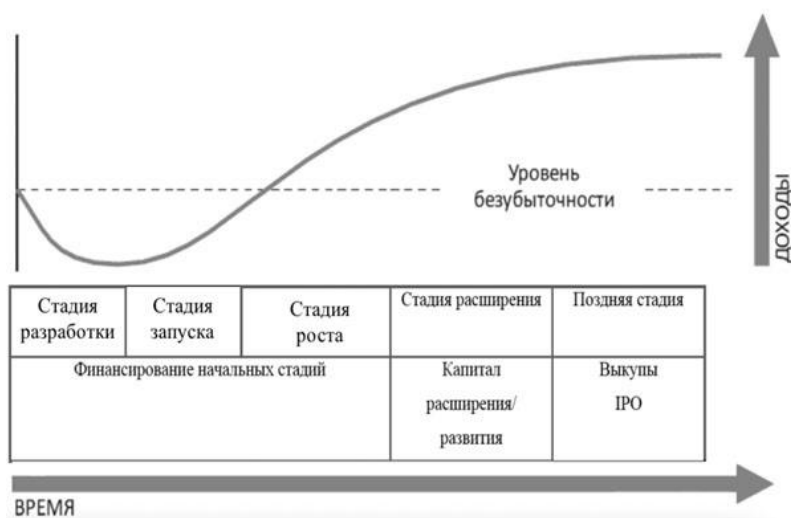 Уровень
безубыточности
ДОХОДЫ
Стадия
разработки
Стадия
запуска
Стадия
роста
Стадия расширения
Поздняя стадия
Финансирование начальных стадий
Капитал
расширения/
развития
Выкупы
IPO
ВРЕМЯ